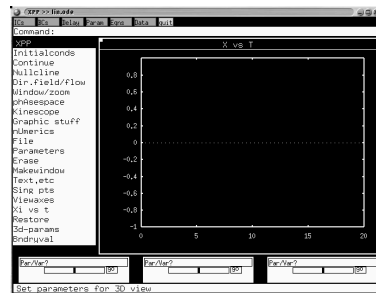 XPP >> lin.ode
ICs BCs Delay Param Eqns Data quit
Command:
XPP
X vs T
Initialconds
Continue
Nullcline
Dir.field/flow
Window/zoom
phAsespace
Kinescope
Graphic stuff
nUmerics
File
Parameters
Erase
Makewindow
Text,etc
Sing pts
Viewaxes
Xi vs t
Restore
3d-params
Bndryval
0.8
0.6
0.4
0.2
0
-0.2
-0.4
-0.6
-0.8
-1
0 5 10 15 20
Par/Var? Par/Var? Par/Var?
go go go
Set parameters for 3D view